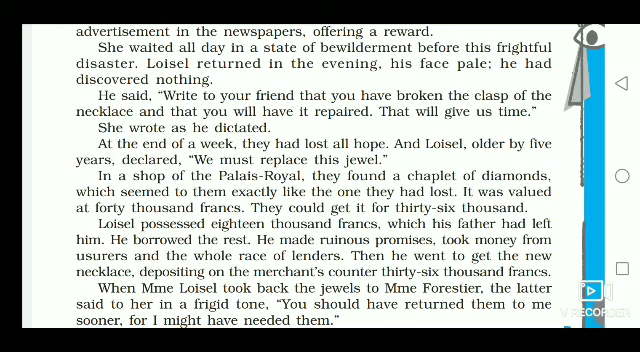 advertisement in the newspapers, offering a reward.
She waited all day in a state of bewilderment before this frightful
disaster. Loisel returned in the evening, his face pale; he had
discovered nothing.
He said, “Write to your friend that you have broken the clasp of the
necklace and that you will have it repaired. That will give us time.”
She wrote as he dictated.
At the end of a week, they had lost all hope. And Loisel, older by five
years, declared, “We must replace this jewel.”
In a shop of the Palais-Royal, they found a chaplet of diamonds,
which seemed to them exactly like the one they had lost. It was valued
at forty thousand francs. They could get it for thirty-six thousand.
Loisel possessed eighteen thousand francs, which his father had left
him. He borrowed the rest. He made ruinous promises, took money from
usurers and the whole race of lenders. Then he went to get the new
necklace, depositing on the merchant’s counter thirty-six thousand francs.
When Mme Loisel took back the jewels to Mme Forestier, the latter
said to her in a frigid tone, “You should have returned them to me
sooner, for I might have needed them.”
V RECORDER